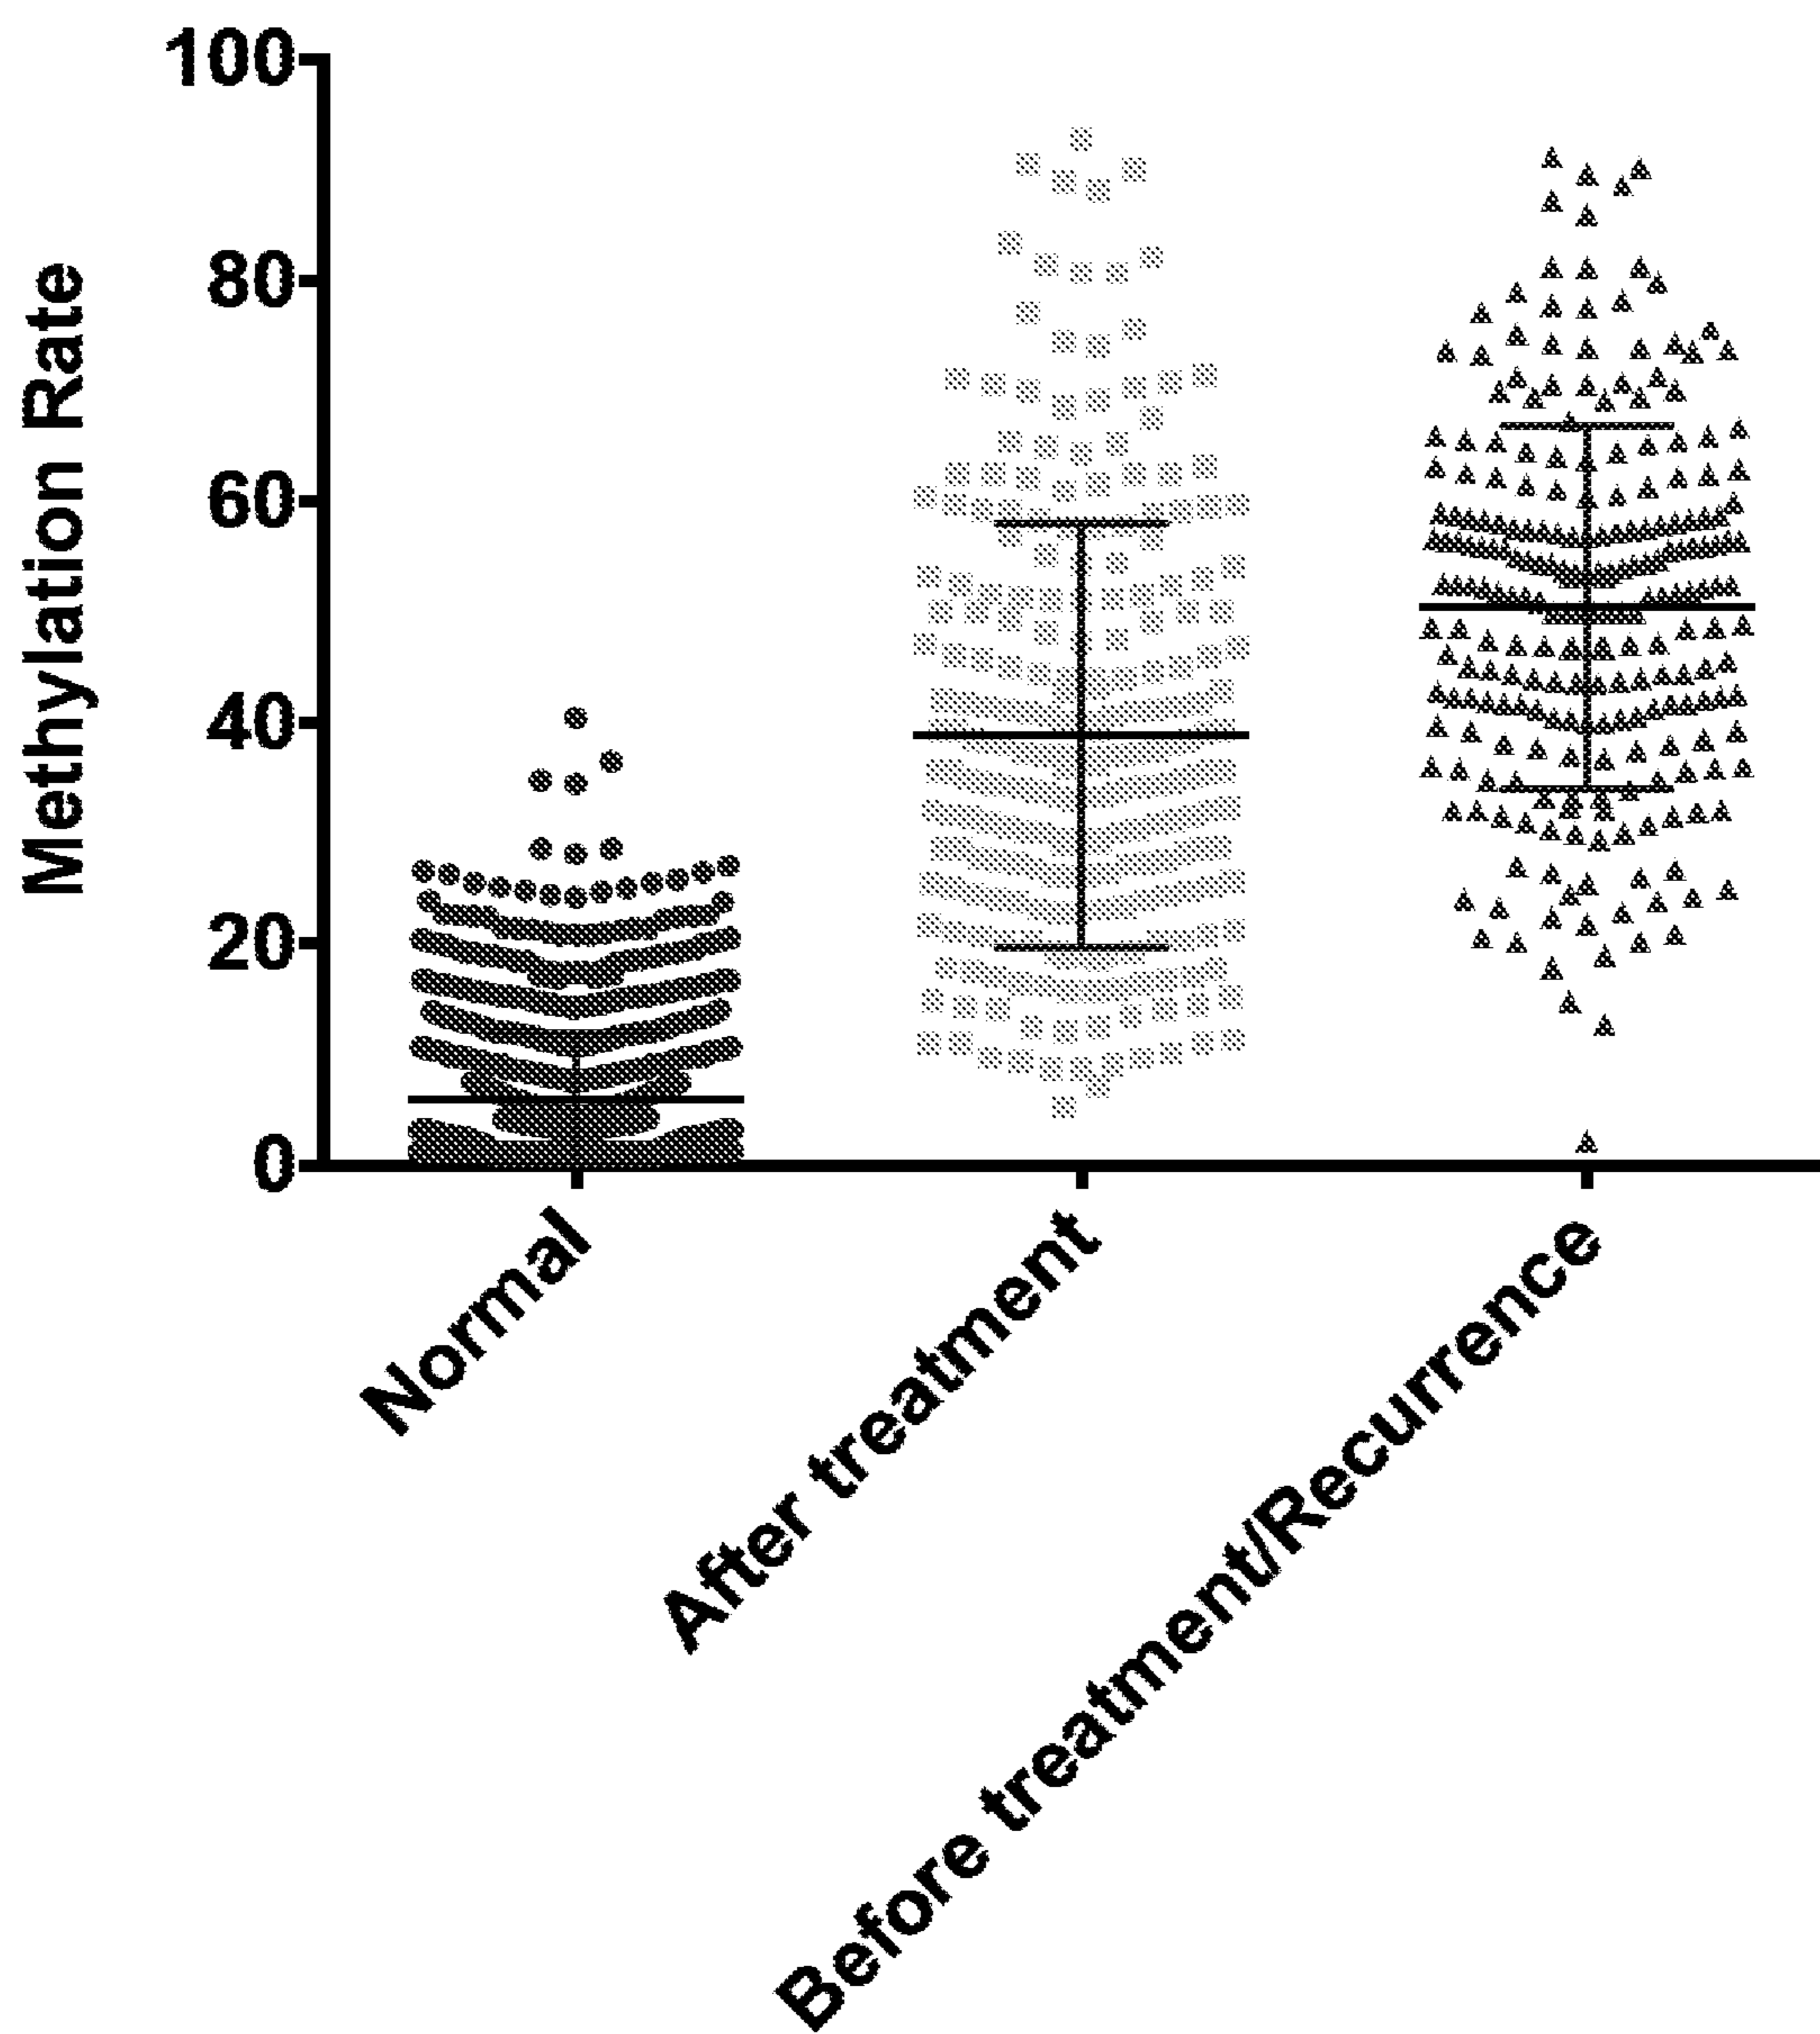 Methylation Rate
100
80
60
40
20
0
Normal
After treatment
Before treatment/Recurrence